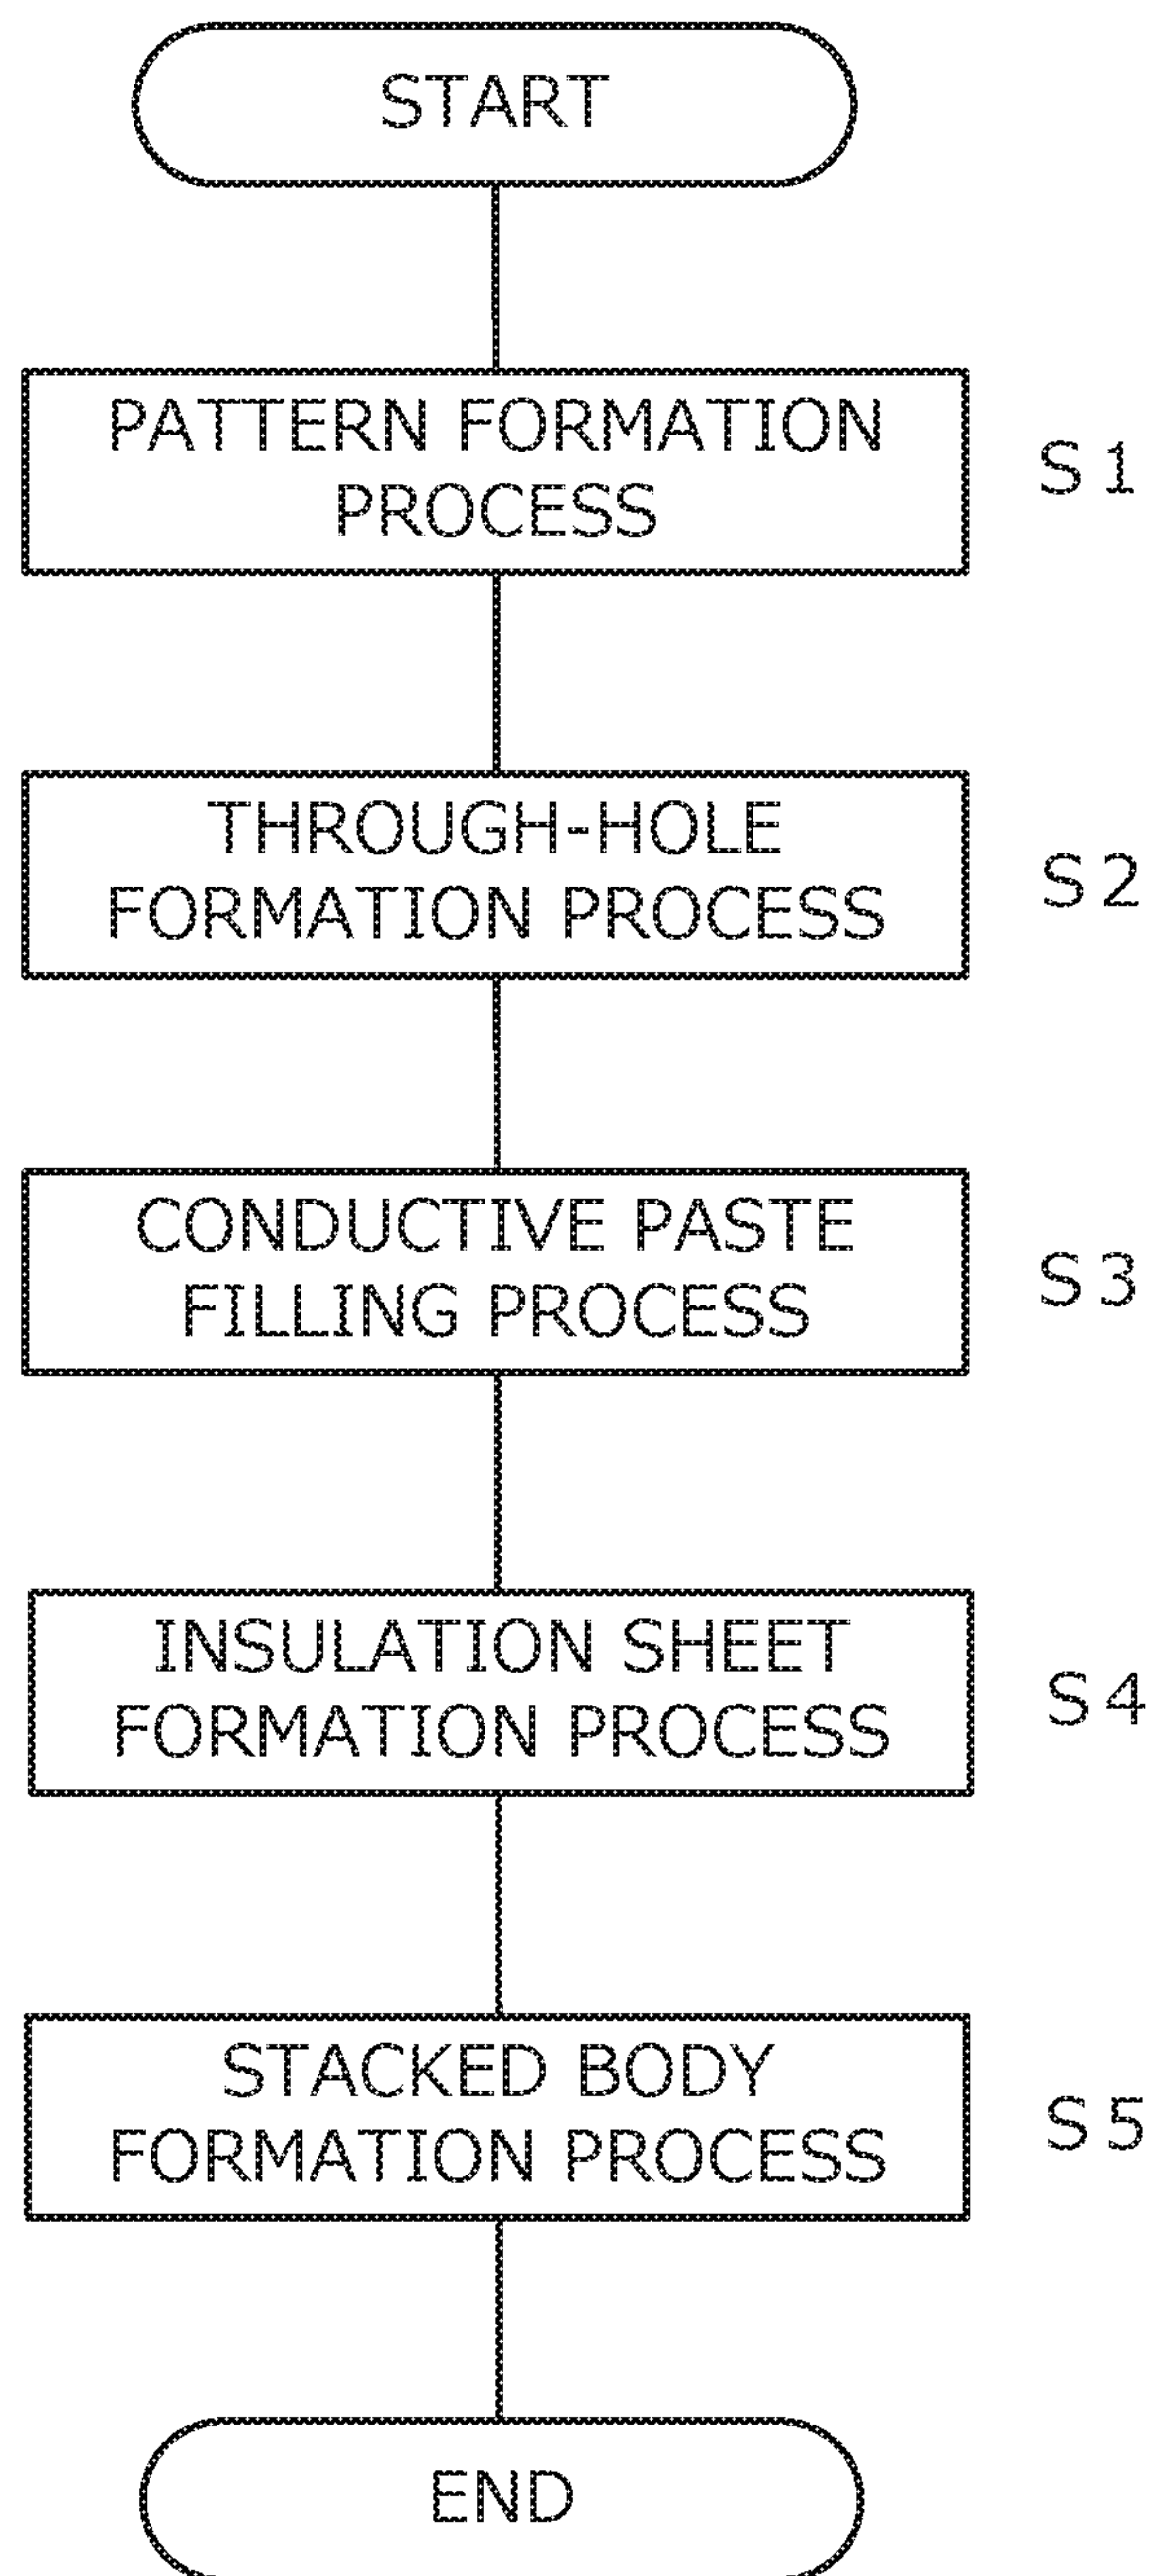 START
PATTERN FORMATION
PROCESS
S1
THROUGH-HOLE
FORMATION PROCESS
S2
CONDUCTIVE PASTE
FILLING PROCESS
S3
INSULATION SHEET
FORMATION PROCESS
S4
STACKED BODY
FORMATION PROCESS
S5
END